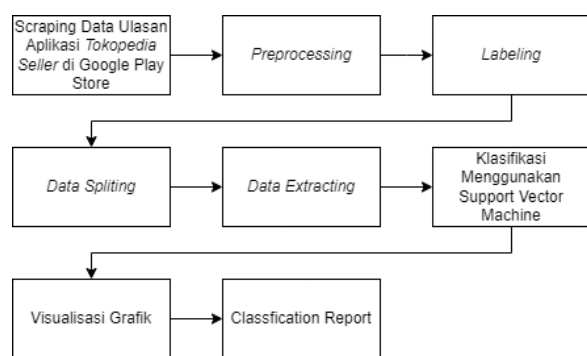 Scraping Data Ulasan
Aplikasi Tokopedia
Seller di Google Play
Store
Preprocessing
Labeling
Data Spliting
Data Extracting
Klasifikasi
Menggunakan
Support Vector
Machine
Visualisasi Grafik
Classfication Report